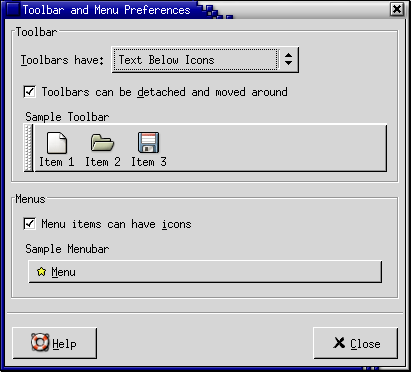 Toolbar and Menu Preferences
Toolbar
Toolbars have: Text Below Icons
Toolbars can be detached and moved around
Sample Toolbar
Item 1 Item 2 Item 3
Menus
Menu items can have icons
Sample Menubar
Menu
Help Close